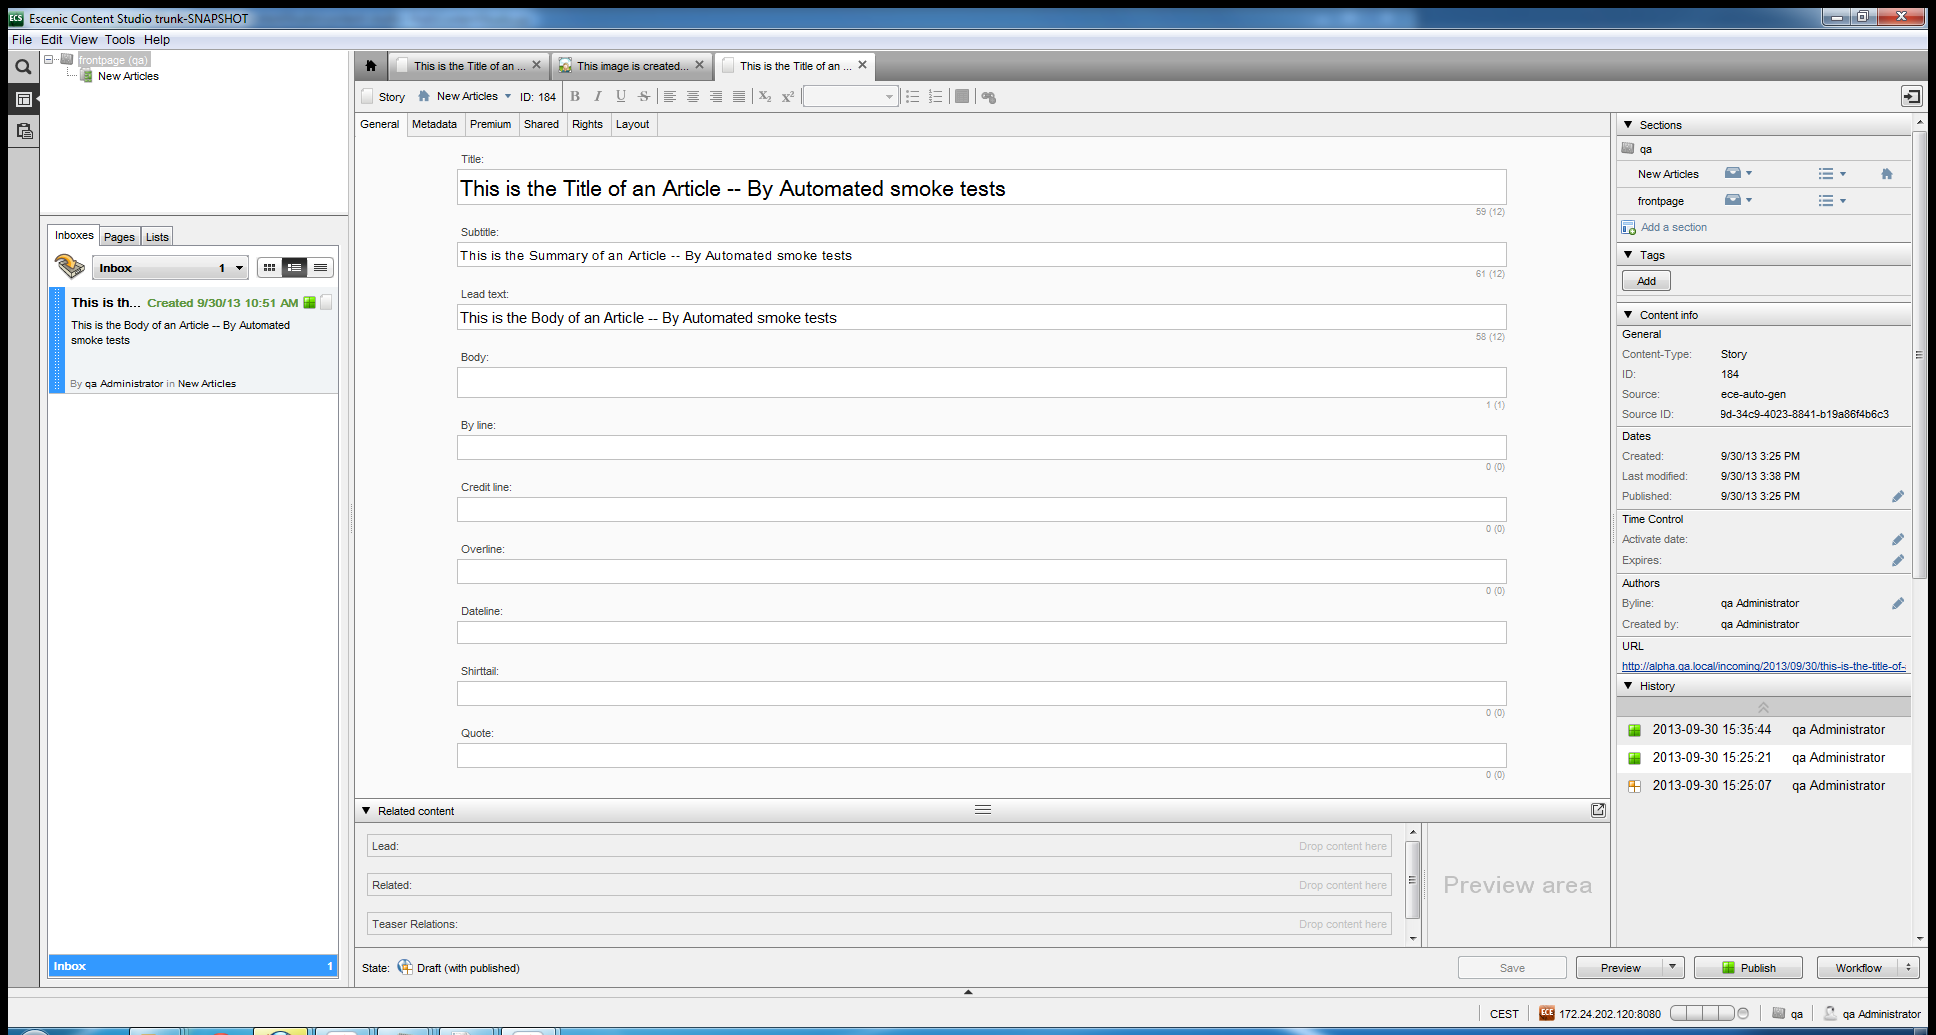 Escenic Content Studio trunk-SNAPSHOT
File Edit View Tools Help
frontpage (qa)
New Articles
Inboxes Pages Lists
Inbox 1
This is th... Created 9/30/13 10:51 AM
This is the Body of an Article -- By Automated
smoke tests
By qa Administrator in New Articles
Inbox 1
This is the Title of an ... This image is created... This is the Title of an ...
Story New Articles ID: 184 B I U S X2 X2
General Metadata Premium Shared Rights Layout
Title:
This is the Title of an Article -- By Automated smoke tests
59 (12)
Subtitle:
This is the Summary of an Article -- By Automated smoke tests
61 (12)
Lead text:
This is the Body of an Article -- By Automated smoke tests
58 (12)
Body:
1 (1)
By line:
0 (0)
Credit line:
0 (0)
Overline:
0 (0)
Dateline:
Shirttail:
0 (0)
Quote:
0 (0)
Related content
Lead: Drop content here
Related: Drop content here
Teaser Relations: Drop content here
Preview area
State: Draft (with published)
Save Preview Publish Workflow
Sections
qa
New Articles
frontpage
Add a section
Tags
Add
Content info
General
Content-Type: Story
ID: 184
Source: ece-auto-gen
Source ID: 9d-34c9-4023-8841-b19a86f4b6c3
Dates
Created: 9/30/13 3:25 PM
Last modified: 9/30/13 3:38 PM
Published: 9/30/13 3:25 PM
Time Control
Activate date:
Expires:
Authors
Byline: qa Administrator
Created by: qa Administrator
URL
http://alpha.qa.local/incoming/2013/09/30/this-is-the-title-of-
History
2013-09-30 15:35:44 qa Administrator
2013-09-30 15:25:21 qa Administrator
2013-09-30 15:25:07 qa Administrator
CEST ECE 172.24.202.120:8080 qa qa Administrator